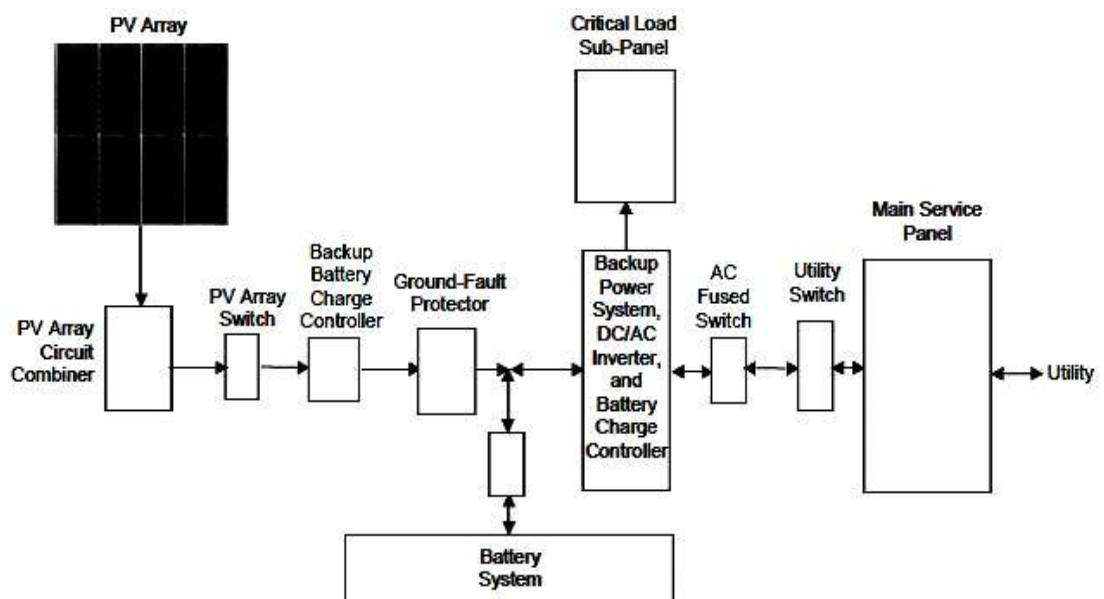 PV Array
Critical Load
Sub-Panel
Main Service
Panel
Backup
Battery
Charge
Controller
Ground-Fault
Protector
PV Array
Switch
PV Array
Circuit
Combiner
Backup
Power
System,
DC/AC
Inverter,
and
Battery
Charge
Controller
AC
Fused
Switch
Utility
Switch
Utility
Battery
System